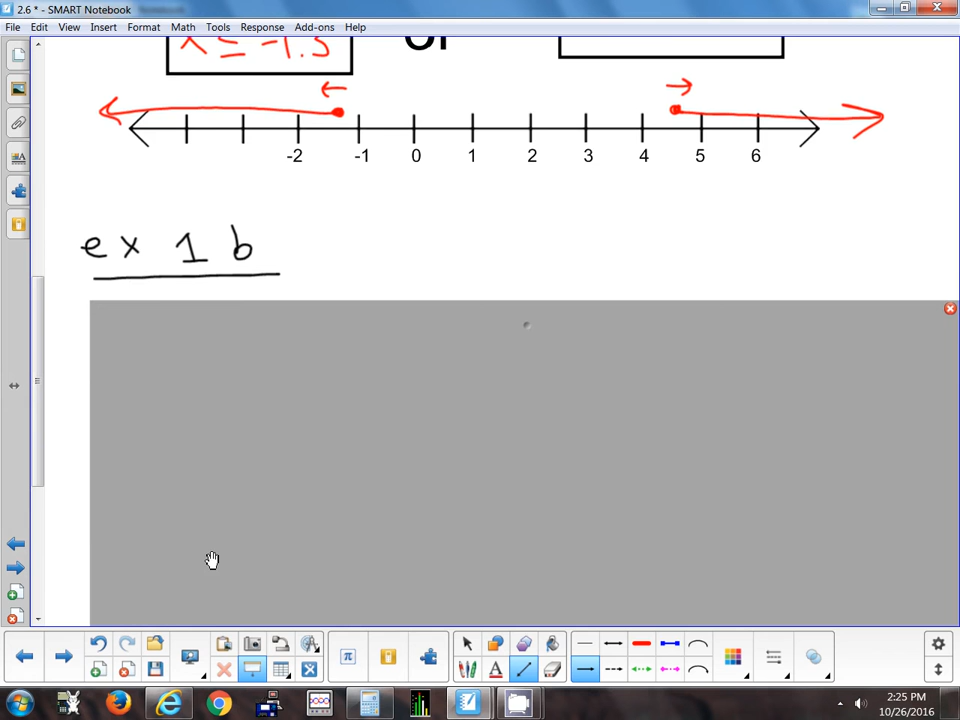 2.6 * - SMART Notebook
File Edit View Insert Format Math Tools Response Add-ons Help
x ≤ -1.5 or
-2 -1 0 1 2 3 4 5 6
ex 1 b
π
A
2:25 PM
10/26/2016